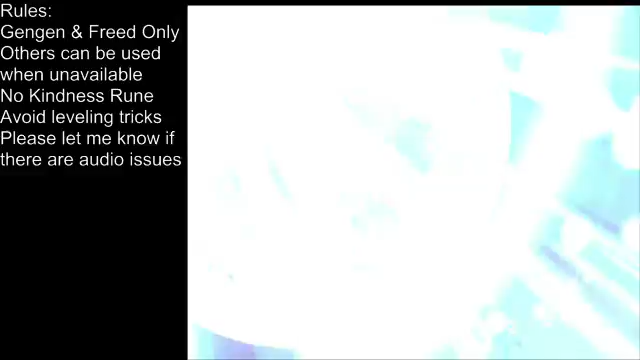 Rules:
Gengen & Freed Only
Others can be used
when unavailable
No Kindness Rune
Avoid leveling tricks
Please let me know if
there are audio issues